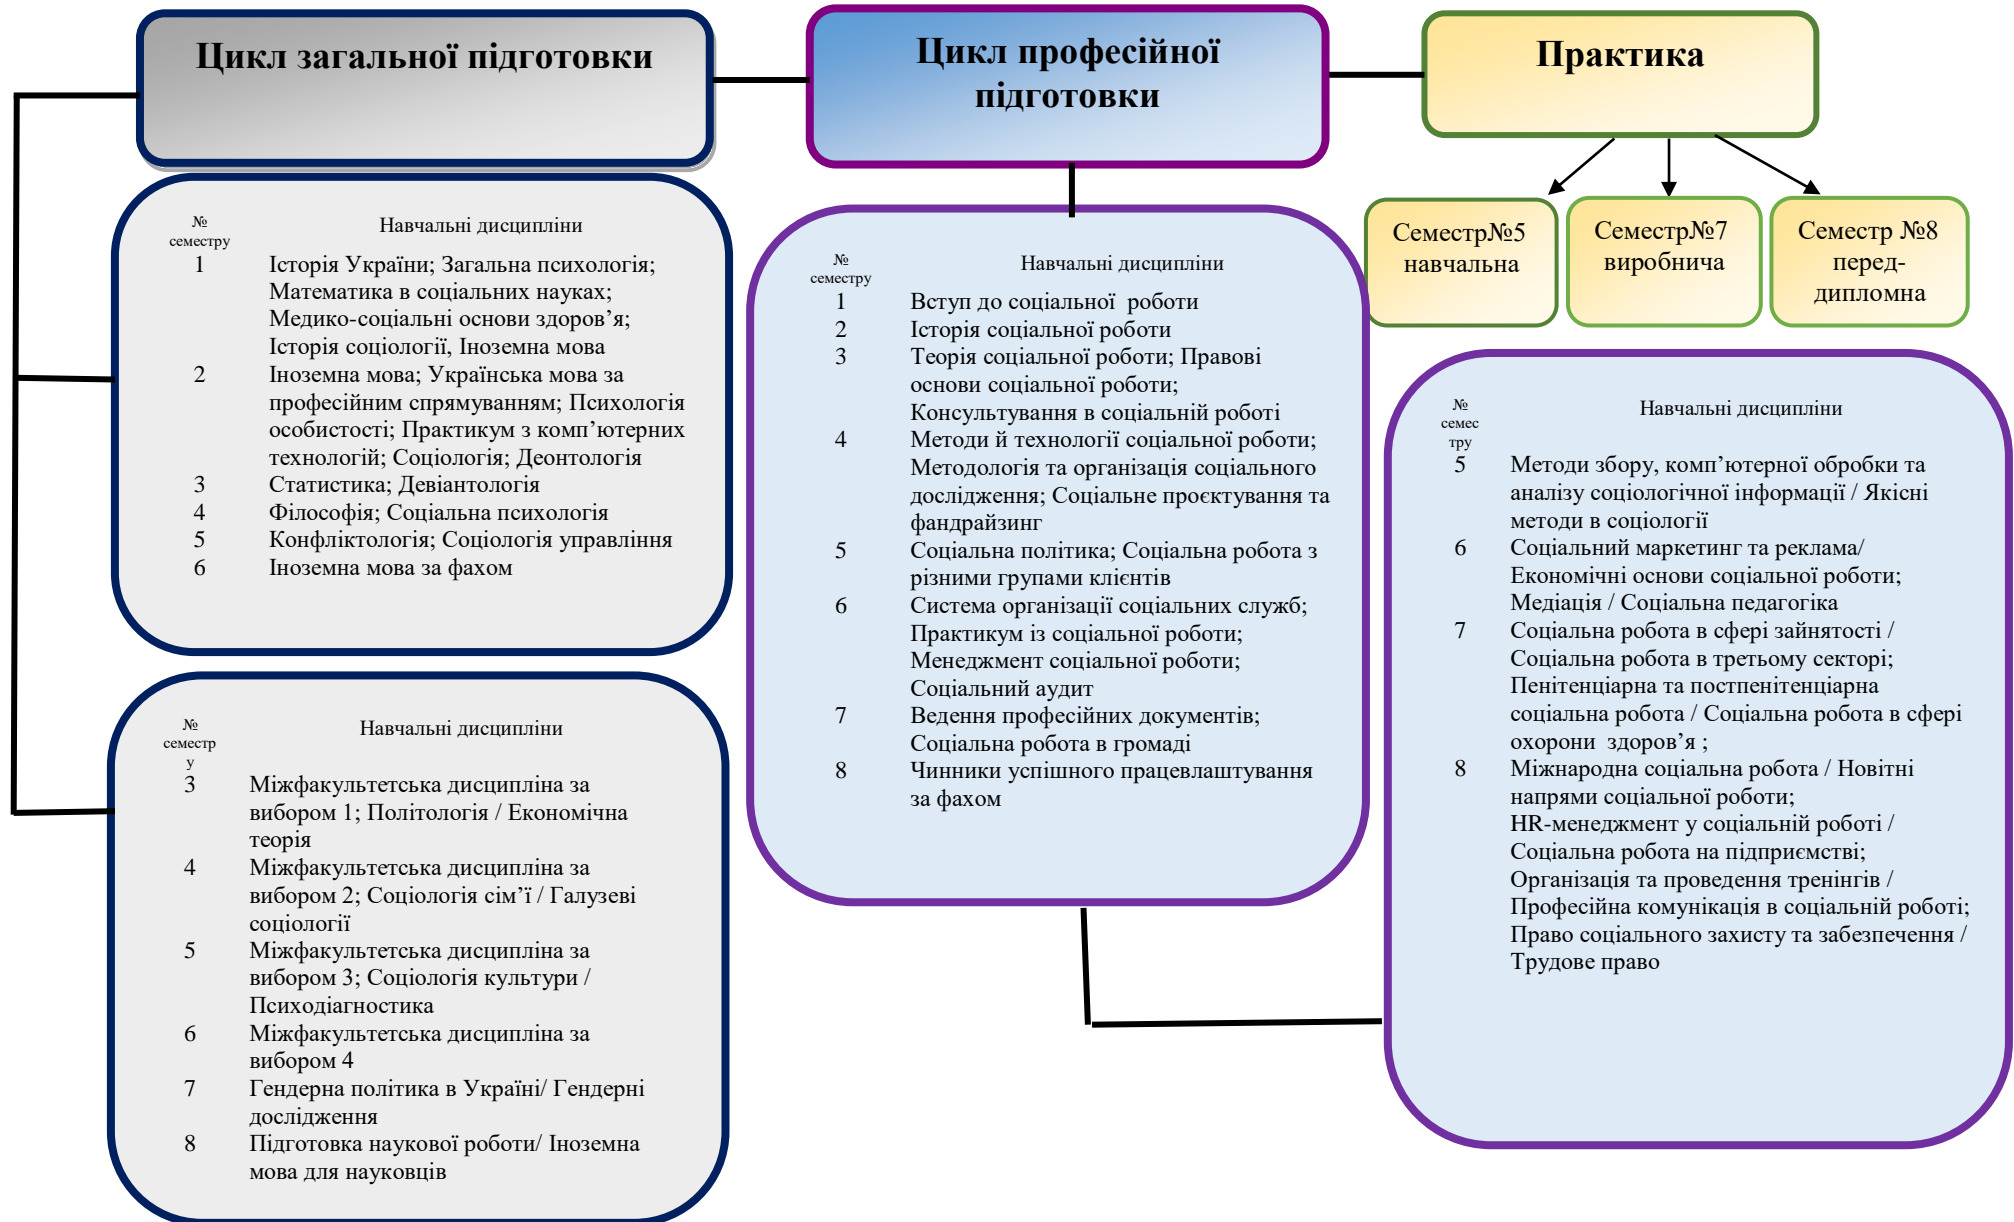 Цикл загальної підготовки
Цикл професійної
підготовки
Практика
№
семестру
Навчальні дисципліни
1 Історія України; Загальна психологія;
Математика в соціальних науках;
Медико-соціальні основи здоров’я;
Історія соціології, Іноземна мова
2 Іноземна мова; Українська мова за
професійним спрямуванням; Психологія
особистості; Практикум з комп’ютерних
технологій; Соціологія; Деонтологія
3 Статистика; Девіантологія
4 Філософія; Соціальна психологія
5 Конфліктологія; Соціологія управління
6 Іноземна мова за фахом
№
семестр
у
Навчальні дисципліни
3 Міжфакультетська дисципліна за
вибором 1; Політологія / Економічна
теорія
4 Міжфакультетська дисципліна за
вибором 2; Соціологія сім’ї / Галузеві
соціології
5 Міжфакультетська дисципліна за
вибором 3; Соціологія культури /
Психодіагностика
6 Міжфакультетська дисципліна за
вибором 4
7 Гендерна політика в Україні/ Гендерні
дослідження
8 Підготовка наукової роботи/ Іноземна
мова для науковців
№
семестру
Навчальні дисципліни
1 Вступ до соціальної роботи
2 Історія соціальної роботи
3 Теорія соціальної роботи; Правові
основи соціальної роботи;
Консультування в соціальній роботі
4 Методи й технології соціальної роботи;
Методологія та організація соціального
дослідження; Соціальне проєктування та
фандрайзинг
5 Соціальна політика; Соціальна робота з
різними групами клієнтів
6 Система організації соціальних служб;
Практикум із соціальної роботи;
Менеджмент соціальної роботи;
Соціальний аудит
7 Ведення професійних документів;
Соціальна робота в громаді
8 Чинники успішного працевлаштування
за фахом
Семестр№5
навчальна
Семестр№7
виробнича
Семестр №8
перед-
дипломна
№
семес
тру
Навчальні дисципліни
5 Методи збору, комп’ютерної обробки та
аналізу соціологічної інформації / Якісні
методи в соціології
6 Соціальний маркетинг та реклама/
Економічні основи соціальної роботи;
Медіація / Соціальна педагогіка
7 Соціальна робота в сфері зайнятості /
Соціальна робота в третьому секторі;
Пенітенціарна та постпенітенціарна
соціальна робота / Соціальна робота в сфері
охорони здоров’я ;
8 Міжнародна соціальна робота / Новітні
напрями соціальної роботи;
HR-менеджмент у соціальній роботі /
Соціальна робота на підприємстві;
Організація та проведення тренінгів /
Професійна комунікація в соціальній роботі;
Право соціального захисту та забезпечення /
Трудове право